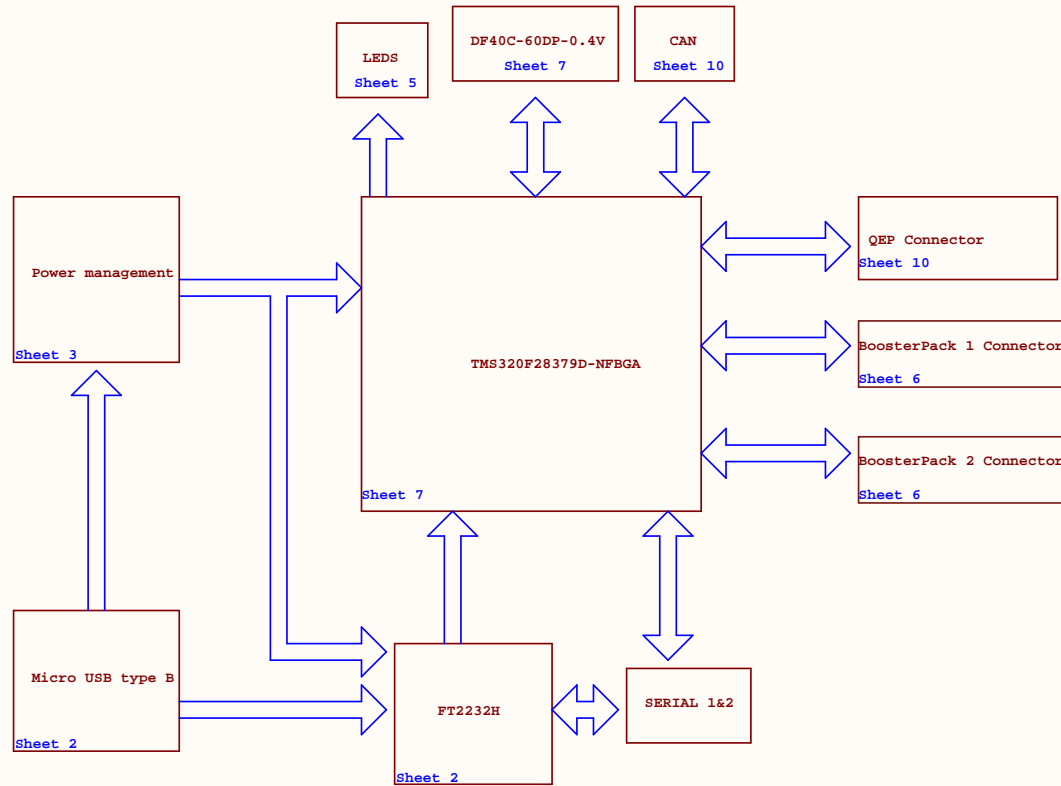 LEDS
Sheet 5
DF40C-60DP-0.4V
Sheet 7
CAN
Sheet 10
Power management
Sheet 3
TMS320F28379D-NFBGA
Sheet 7
QEP Connector
Sheet 10
BoosterPack 1 Connector
Sheet 6
BoosterPack 2 Connector
Sheet 6
Micro USB type B
Sheet 2
FT2232H
Sheet 2
SERIAL 1&2